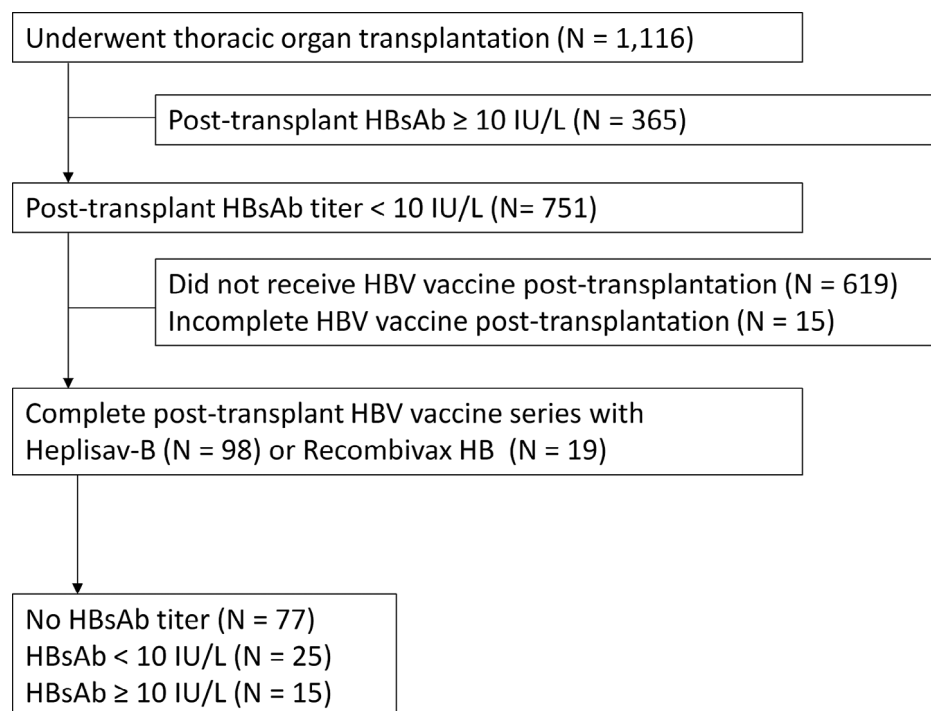 Underwent thoracic organ transplantation (N = 1,116)
Post-transplant HBsAb ≥ 10 IU/L (N = 365)
Post-transplant HBsAb titer < 10 IU/L (N= 751)
Did not receive HBV vaccine post-transplantation (N = 619)
Incomplete HBV vaccine post-transplantation (N = 15)
Complete post-transplant HBV vaccine series with
Heplisav-B (N = 98) or Recombivax HB (N = 19)
No HBsAb titer (N = 77)
HBsAb < 10 IU/L (N = 25)
HBsAb ≥ 10 IU/L (N = 15)